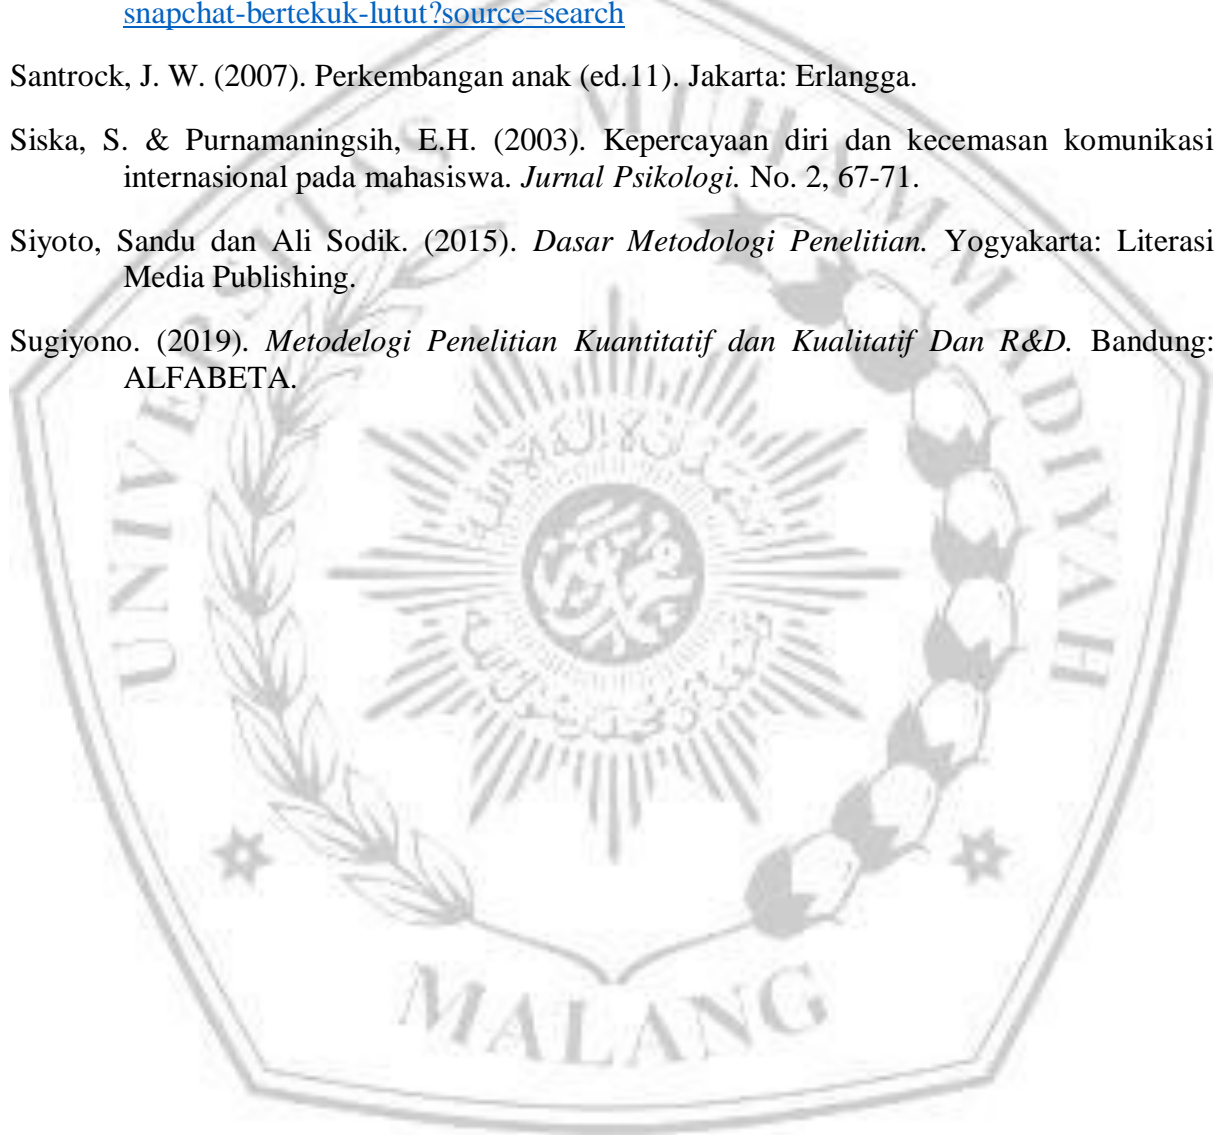 snapchat-bertekuk-lutut?source=search
Santrock, J. W. (2007). Perkembangan anak (ed.11). Jakarta: Erlangga.
Siska, S. & Purnamaningsih, E.H. (2003). Kepercayaan diri dan kecemasan komunikasi
internasional pada mahasiswa. Jurnal Psikologi. No. 2, 67-71.
Siyoto, Sandu dan Ali Sodik. (2015). Dasar Metodologi Penelitian. Yogyakarta: Literasi
Media Publishing.
Sugiyono. (2019). Metodelogi Penelitian Kuantitatif dan Kualitatif Dan R&D. Bandung:
ALFABETA.
UNIVERSITAS MUHAMMADIYAH
MALANG